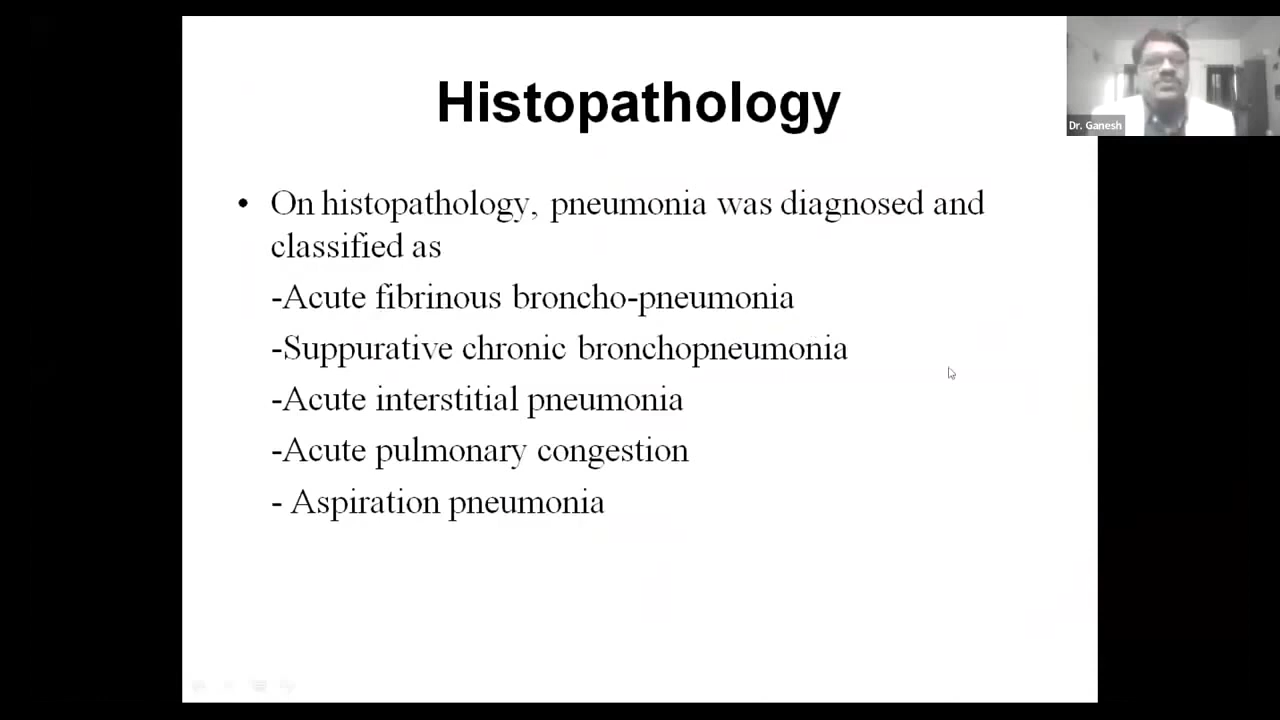 Histopathology
Dr. Ganesh
• On histopathology, pneumonia was diagnosed and
classified as
-Acute fibrinous broncho-pneumonia
-Suppurative chronic bronchopneumonia
-Acute interstitial pneumonia
-Acute pulmonary congestion
- Aspiration pneumonia